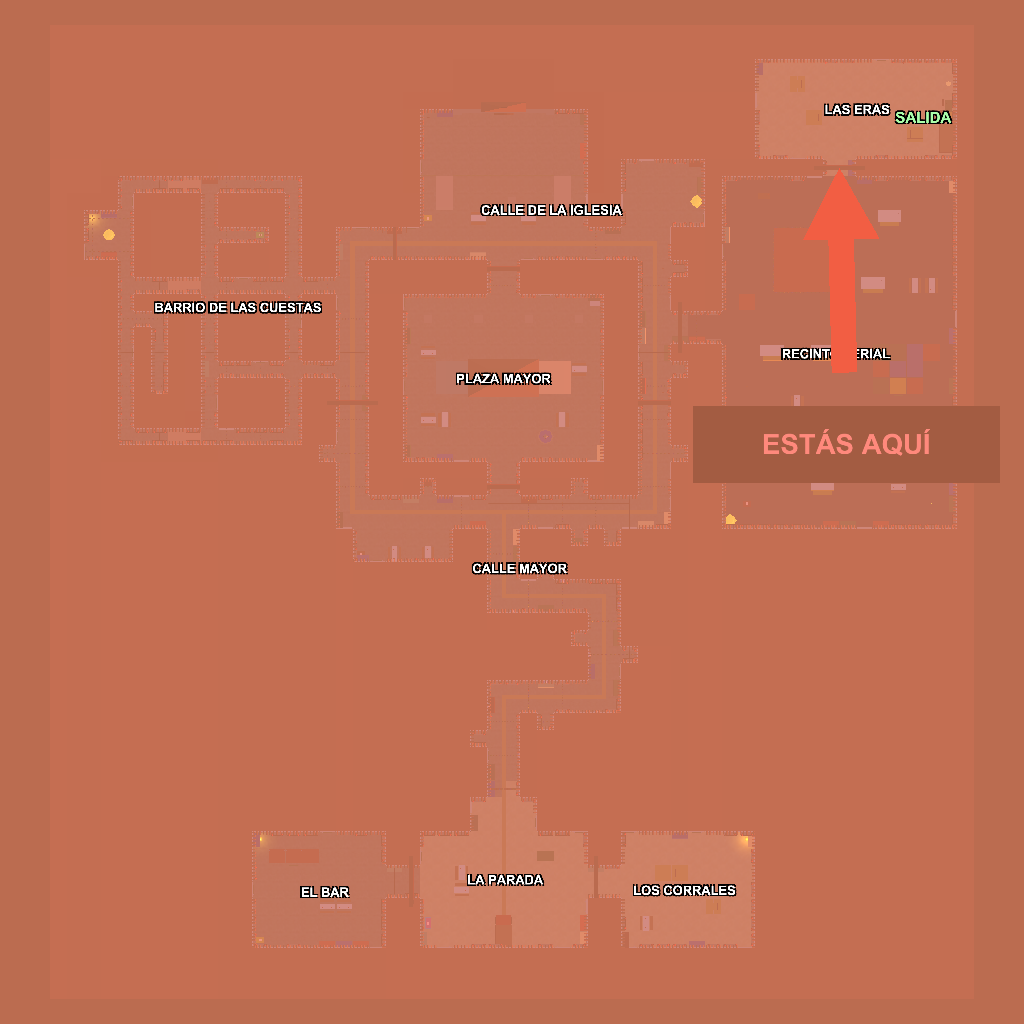 LAS ERAS
SALIDA
CALLE DE LA IGLESIA
BARRIO DE LAS CUESTAS
RECINTO
PLAZA MAYOR
ESTÁS AQUÍ
CALLE MAYOR
LA PARADA
EL BAR
LOS CORRALES